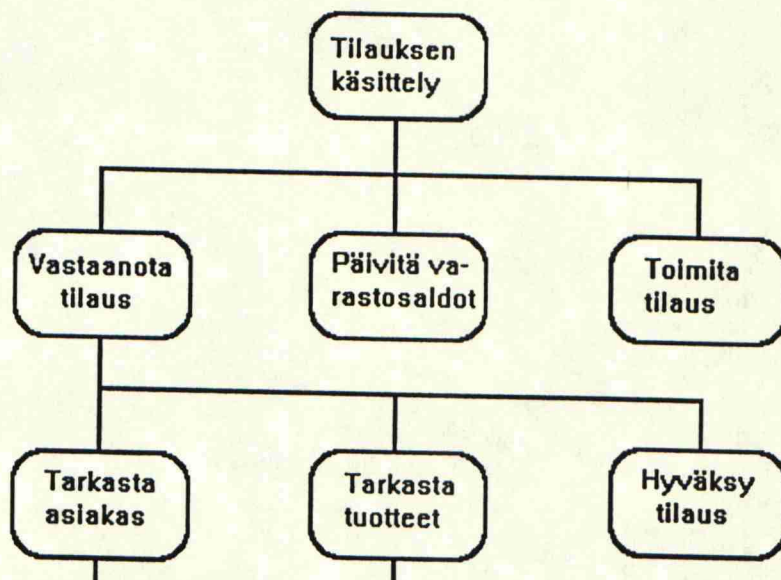 Tilauksen
käsittely
Vastaanota
tilaus
Päivitä va-
rastosaldot
Toimita
tilaus
Tarkasta
asiakas
Tarkasta
tuotteet
Hyväksy
tilaus